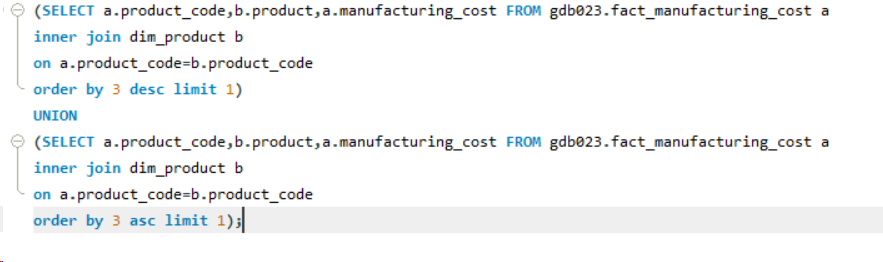 (SELECT a.product_code,b.product,a.manufacturing_cost FROM gdb023.fact_manufacturing_cost a
inner join dim_product b
on a.product_code=b.product_code
order by 3 desc limit 1)
UNION
(SELECT a.product_code,b.product,a.manufacturing_cost FROM gdb023.fact_manufacturing_cost a
inner join dim_product b
on a.product_code=b.product_code
order by 3 asc limit 1);